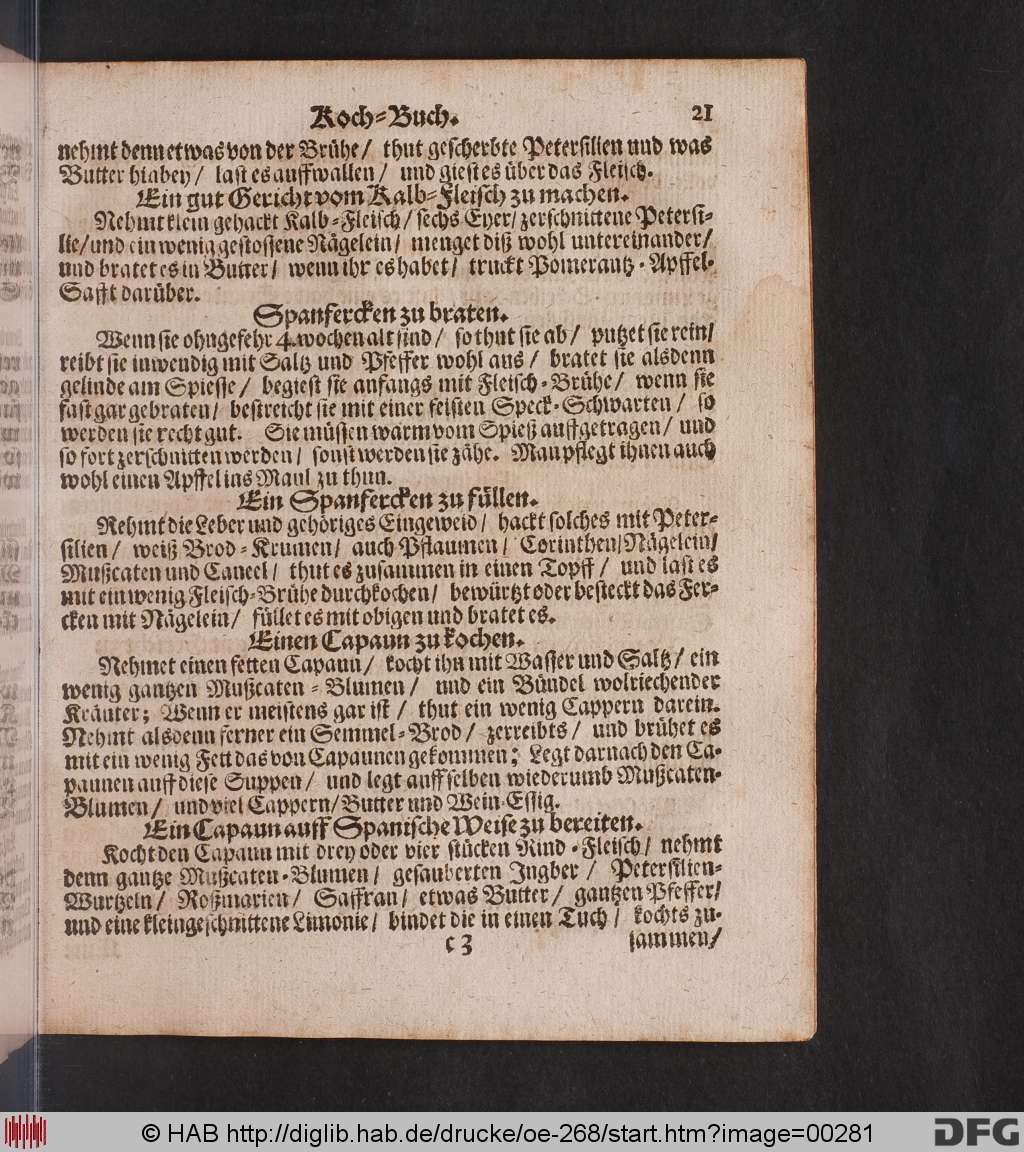 Koch-Buch. 21
nehmt denn etwas von der Brühe/ thut gescherbte Petersilien und was
Butter hiabey/ last es auffwallen/ und giest es über das Fleisch.
Ein gut Gericht vom Kalb-Fleisch zu machen.
Nehmt klein gehackt Kalb-Fleisch/ sechs Eyer/ zerschnittene Petersi-
lie/ und ein wenig gestossene Nägelein/ menget diß wohl untereinander/
und bratet es in Butter/ wenn ihr es habet/ truckt Pomerantz-Apffel-
Safft darüber.
Spanfercken zu braten.
Wenn sie ohngefehr 4. wochen alt sind/ so thut sie ab/ putzet sie rein/
reibt sie inwendig mit Saltz und Pfeffer wohl aus/ bratet sie alsdenn
gelinde am Spiesse/ begiest sie anfangs mit Fleisch-Brühe/ wenn sie
fast gar gebraten/ bestreicht sie mit einer feisten Speck-Schwarten/ so
werden sie recht gut. Sie müssen warm vom Spieß auffgetragen/ und
so fort zerschnitten werden/ sonst werden sie zähe. Man pflegt ihnen auch
wohl einen Apffel ins Maul zu thun.
Ein Spanfercken zu füllen.
Nehmt die Leber und gehöriges Eingeweid/ hackt solches mit Peter-
silien/ weiß Brod-Krumen/ auch Pflaumen/ Corinthen/ Nägelein/
Mußcaten und Caneel/ thut es zusammen in einen Topff/ und last es
mit ein wenig Fleisch-Brühe durchkochen/ bewürtzt oder besteckt das Fer-
cken mit Nägelein/ füllet es mit obigen und bratet es.
Einen Capaun zu kochen.
Nehmet einen fetten Capaun/ kocht ihn mit Wasser und Saltz/ ein
wenig gantzen Mußcaten-Blumen/ und ein Bündel wolriechender
Kräuter; Wenn er meistens gar ist/ thut ein wenig Cappern darein.
Nehmt alsdenn ferner ein Semmel-Brod/ zerreibts/ und brühet es
mit ein wenig Fett das von Capaunen gekommen; Legt darnach den Ca-
paunen auff diese Suppen/ und legt auff selben wiederumb Mußcaten-
Blumen/ und viel Cappern/ Butter und Wein-Essig.
Ein Capaun auff Spanische Weise zu bereiten.
Kocht den Capaun mit drey oder vier stücken Rind-Fleisch/ nehmt
denn gantze Mußcaten-Blumen/ gesauberten Ingber/ Petersilien-
Wurtzeln/ Roßmarien/ Saffran/ etwas Butter/ gantzen Pfeffer/
und eine kleingeschnittene Limonie/ bindet die in einen Tuch/ kochts zu-
c 3 sammen/
© HAB http://diglib.hab.de/drucke/oe-268/start.htm?image=00281
DFG